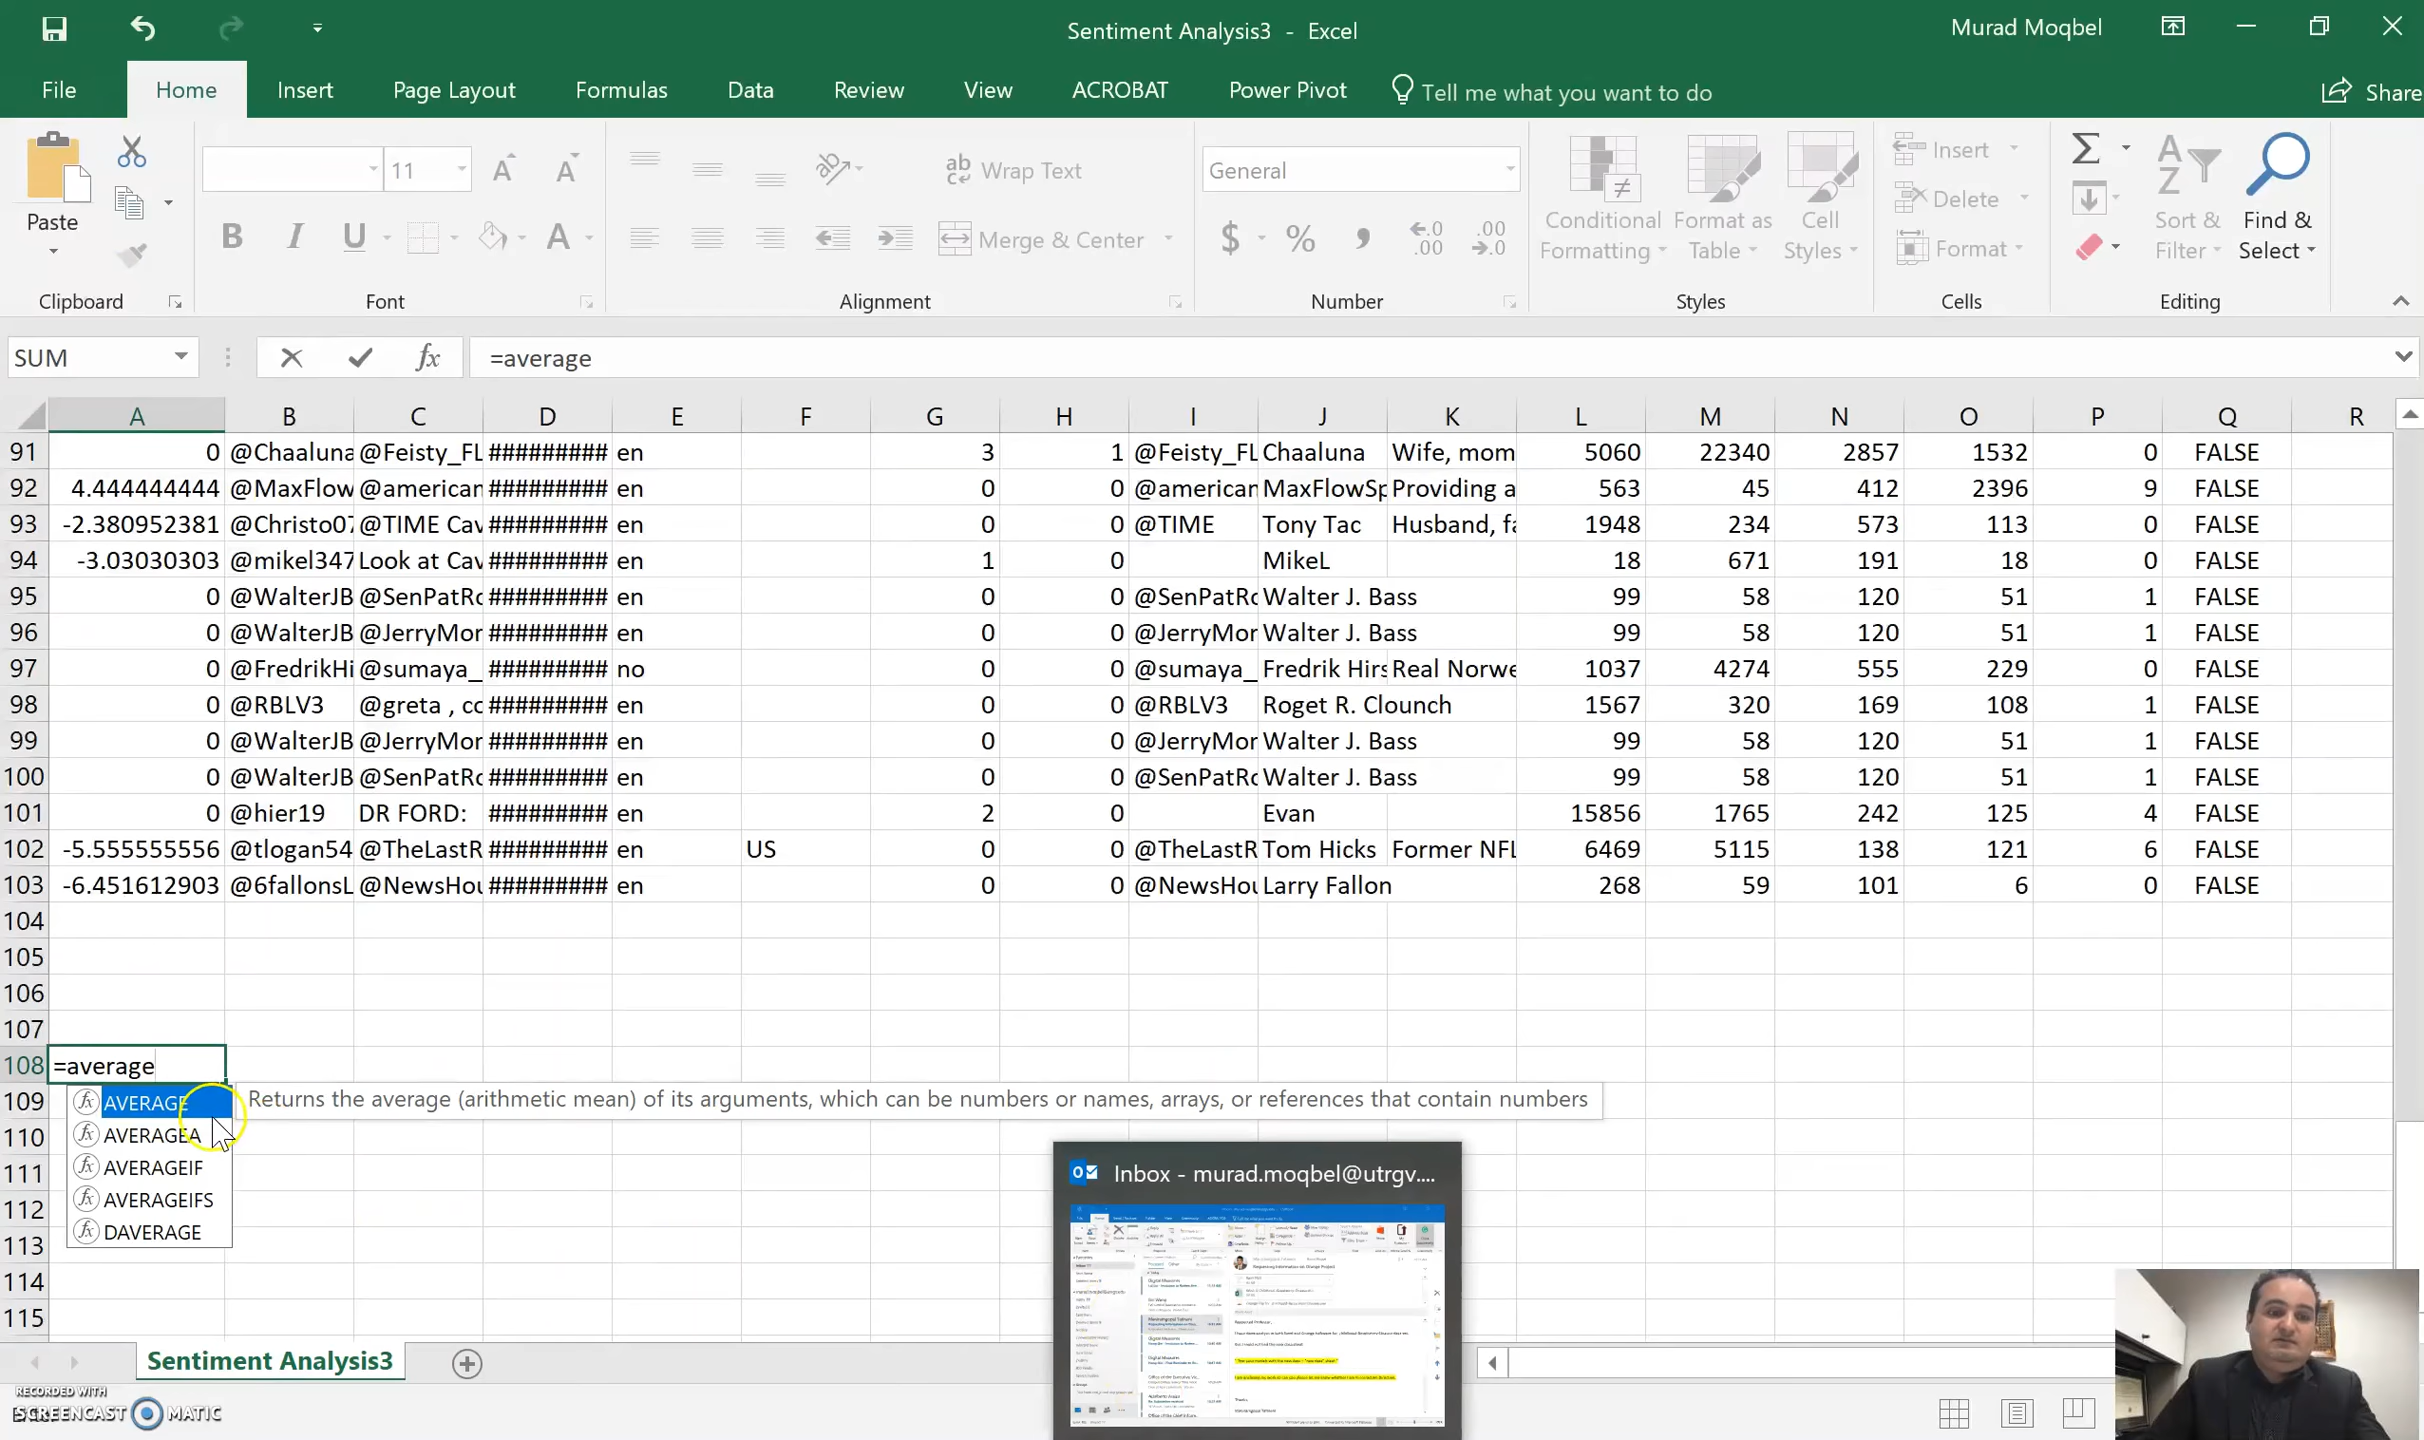 Sentiment Analysis3 - Excel
Murad Moqbel
File Home Insert Page Layout Formulas Data Review View ACROBAT Power Pivot Tell me what you want to do Share
Paste
Clipboard
11
B I U A
Font
ab Wrap Text
Merge & Center
Alignment
General
$ % , .0 .00 .00 .0
Number
Conditional Formatting
Format as Table
Cell Styles
Styles
Insert
Delete
Format
Cells
Σ
A Z
Sort & Filter
Find & Select
Editing
SUM fx =average
A B C D E F G H I J K L M N O P Q R
91 0 @Chaaluna @Feisty_FL ######### en 3 1 @Feisty_FL Chaaluna Wife, mom 5060 22340 2857 1532 0 FALSE
92 4.444444444 @MaxFlow @american ######### en 0 0 @american MaxFlowSp Providing a 563 45 412 2396 9 FALSE
93 -2.380952381 @Christo07 @TIME Cav ######### en 0 0 @TIME Tony Tac Husband, fa 1948 234 573 113 0 FALSE
94 -3.03030303 @mikel347 Look at Cav ######### en 1 0 MikeL 18 671 191 18 0 FALSE
95 0 @WalterJB @SenPatRo ######### en 0 0 @SenPatRo Walter J. Bass 99 58 120 51 1 FALSE
96 0 @WalterJB @JerryMor ######### en 0 0 @JerryMor Walter J. Bass 99 58 120 51 1 FALSE
97 0 @FredrikHi @sumaya_ ######### no 0 0 @sumaya_ Fredrik Hirs Real Norwe 1037 4274 555 229 0 FALSE
98 0 @RBLV3 @greta , co ######### en 0 0 @RBLV3 Roget R. Clounch 1567 320 169 108 1 FALSE
99 0 @WalterJB @JerryMor ######### en 0 0 @JerryMor Walter J. Bass 99 58 120 51 1 FALSE
100 0 @WalterJB @SenPatRo ######### en 0 0 @SenPatRo Walter J. Bass 99 58 120 51 1 FALSE
101 0 @hier19 DR FORD: ######### en 2 0 Evan 15856 1765 242 125 4 FALSE
102 -5.555555556 @tlogan54 @TheLastR ######### en US 0 0 @TheLastR Tom Hicks Former NFL 6469 5115 138 121 6 FALSE
103 -6.451612903 @6fallonsL @NewsHou ######### en 0 0 @NewsHou Larry Fallon 268 59 101 6 0 FALSE
104
105
106
107
108 =average
109 fx AVERAGE Returns the average (arithmetic mean) of its arguments, which can be numbers or names, arrays, or references that contain numbers
110 fx AVERAGEA
111 fx AVERAGEIF
112 fx AVERAGEIFS
113 fx DAVERAGE
114
115
Inbox - murad.moqbel@utrgv....
Sentiment Analysis3
RECORDED WITH
SCREENCAST MATIC